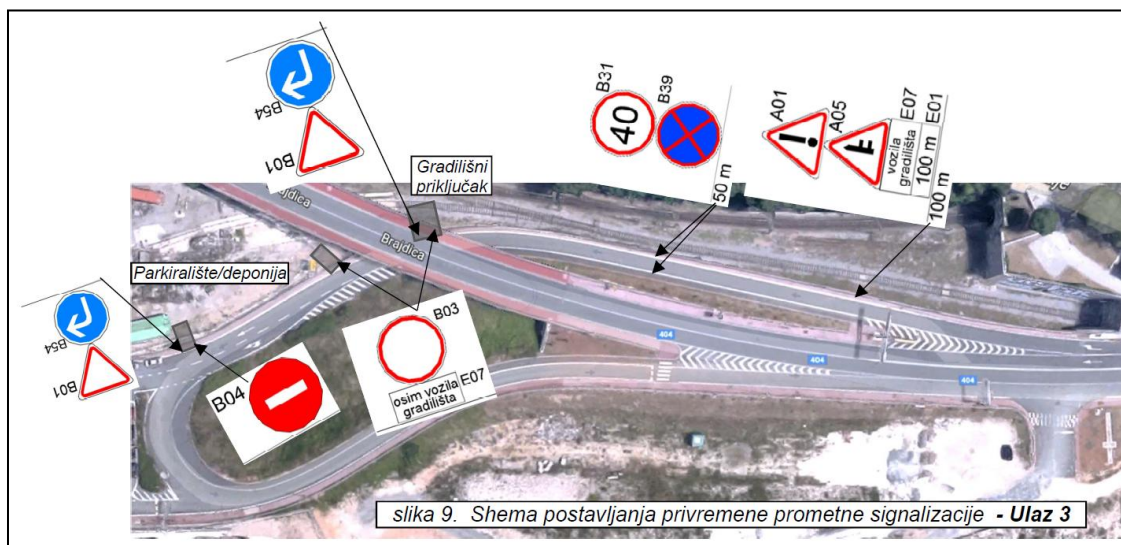 B54
B01
Gradilišni
priključak
B31
40
B39
50 m
A01
A05
vozila
gradilišta
E07
100 m
E01
100 m
Brajdica
Parkiralište/deponija
B54
B01
B04
B03
osim vozila
gradilišta
E07
404
404
404
slika 9. Shema postavljanja privremene prometne signalizacije - Ulaz 3